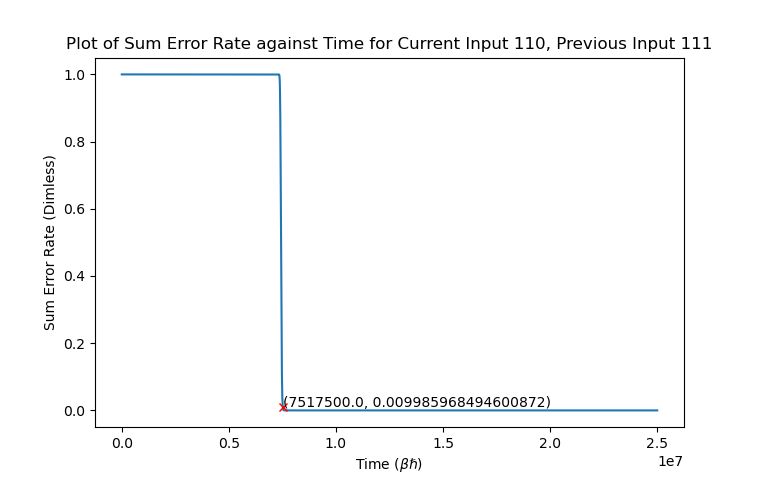 Plot of Sum Error Rate against Time for Current Input 110, Previous Input 111
1.0
0.8
0.6
0.4
0.2
0.0
Sum Error Rate (Dimless)
(7517500.0, 0.009985968494600872)
0.0 0.5 1.0 1.5 2.0 2.5
1e7
Time (βħ)